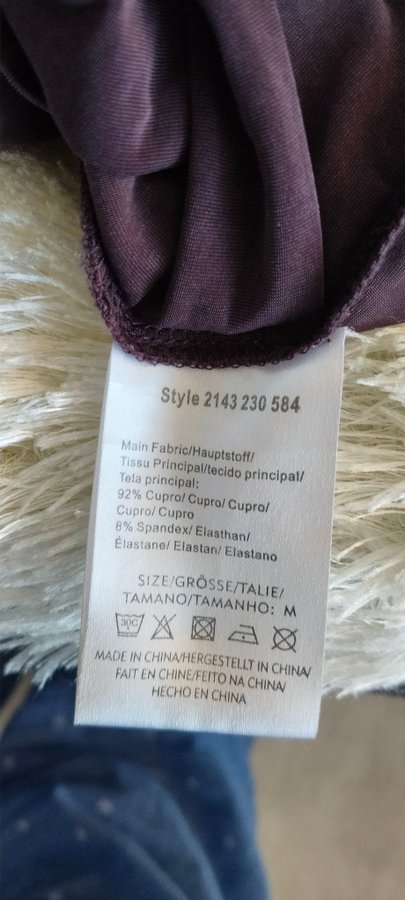 Style 2143 230 584
Main Fabric/Hauptstoff/
Tissu Principal/tecido principal/
Tela principal:
92% Cupro/ Cupro/ Cupro/
Cupro/ Cupro
8% Spandex/ Elasthan/
Élastane/ Elastan/ Elastano
SIZE/GRÖSSE/TALIE/
TAMANO/TAMANHO: M
30C
MADE IN CHINA/HERGESTELLT IN CHINA/
FAIT EN CHINE/FEITO NA CHINA/
HECHO EN CHINA